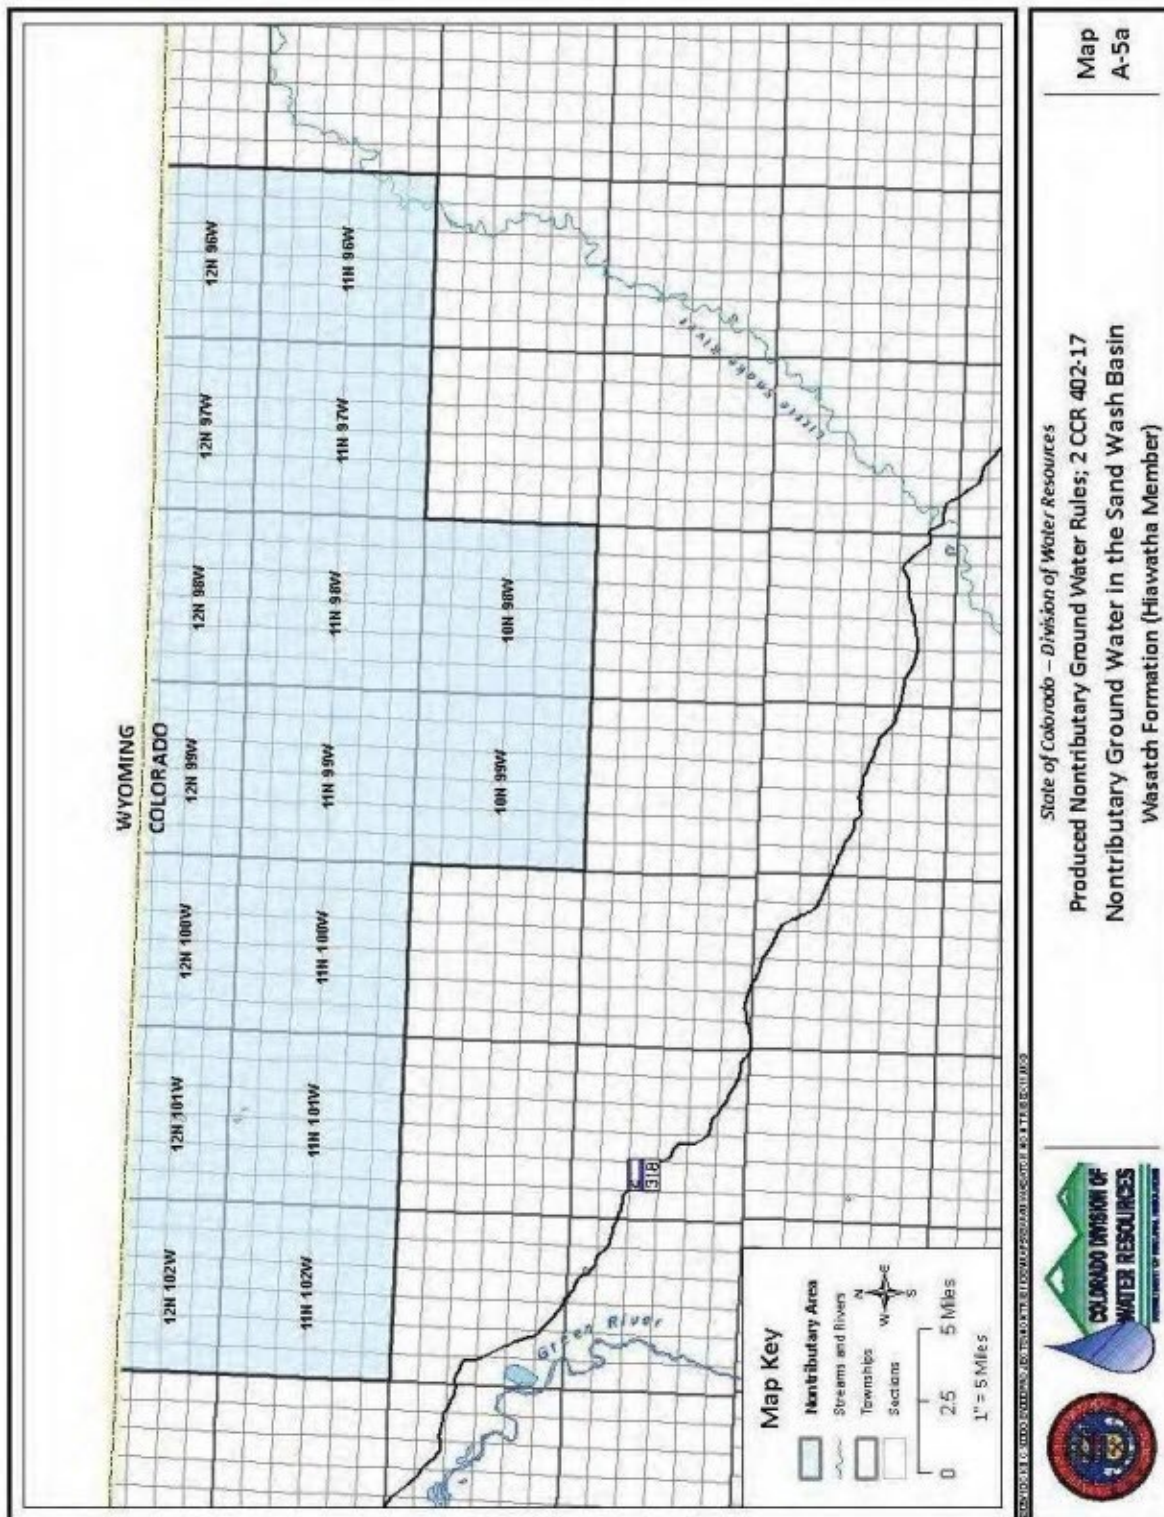 WYOMING
COLORADO
12N 102W
12N 101W
12N 100W
12N 99W
12N 98W
12N 97W
12N 96W
11N 102W
11N 101W
11N 100W
11N 99W
11N 98W
11N 97W
11N 96W
10N 99W
10N 98W
Little Snake River
Green River
318
Map Key
Nontributary Area
Streams and Rivers
Townships
Sections
N
W
E
S
0 2.5 5 Miles
1" = 5 Miles
COLORADO DIVISION OF
WATER RESOURCES
State of Colorado – Division of Water Resources
Produced Nontributary Ground Water Rules; 2 CCR 402-17
Nontributary Ground Water in the Sand Wash Basin
Wasatch Formation (Hiawatha Member)
Map
A-5a